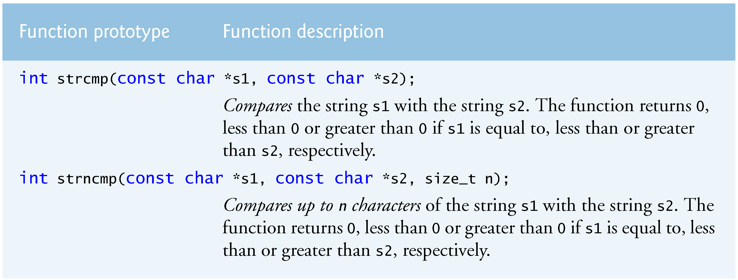 Function prototype Function description
int strcmp(const char *s1, const char *s2);
Compares the string s1 with the string s2. The function returns 0,
less than 0 or greater than 0 if s1 is equal to, less than or greater
than s2, respectively.
int strncmp(const char *s1, const char *s2, size_t n);
Compares up to n characters of the string s1 with the string s2. The
function returns 0, less than 0 or greater than 0 if s1 is equal to, less
than or greater than s2, respectively.